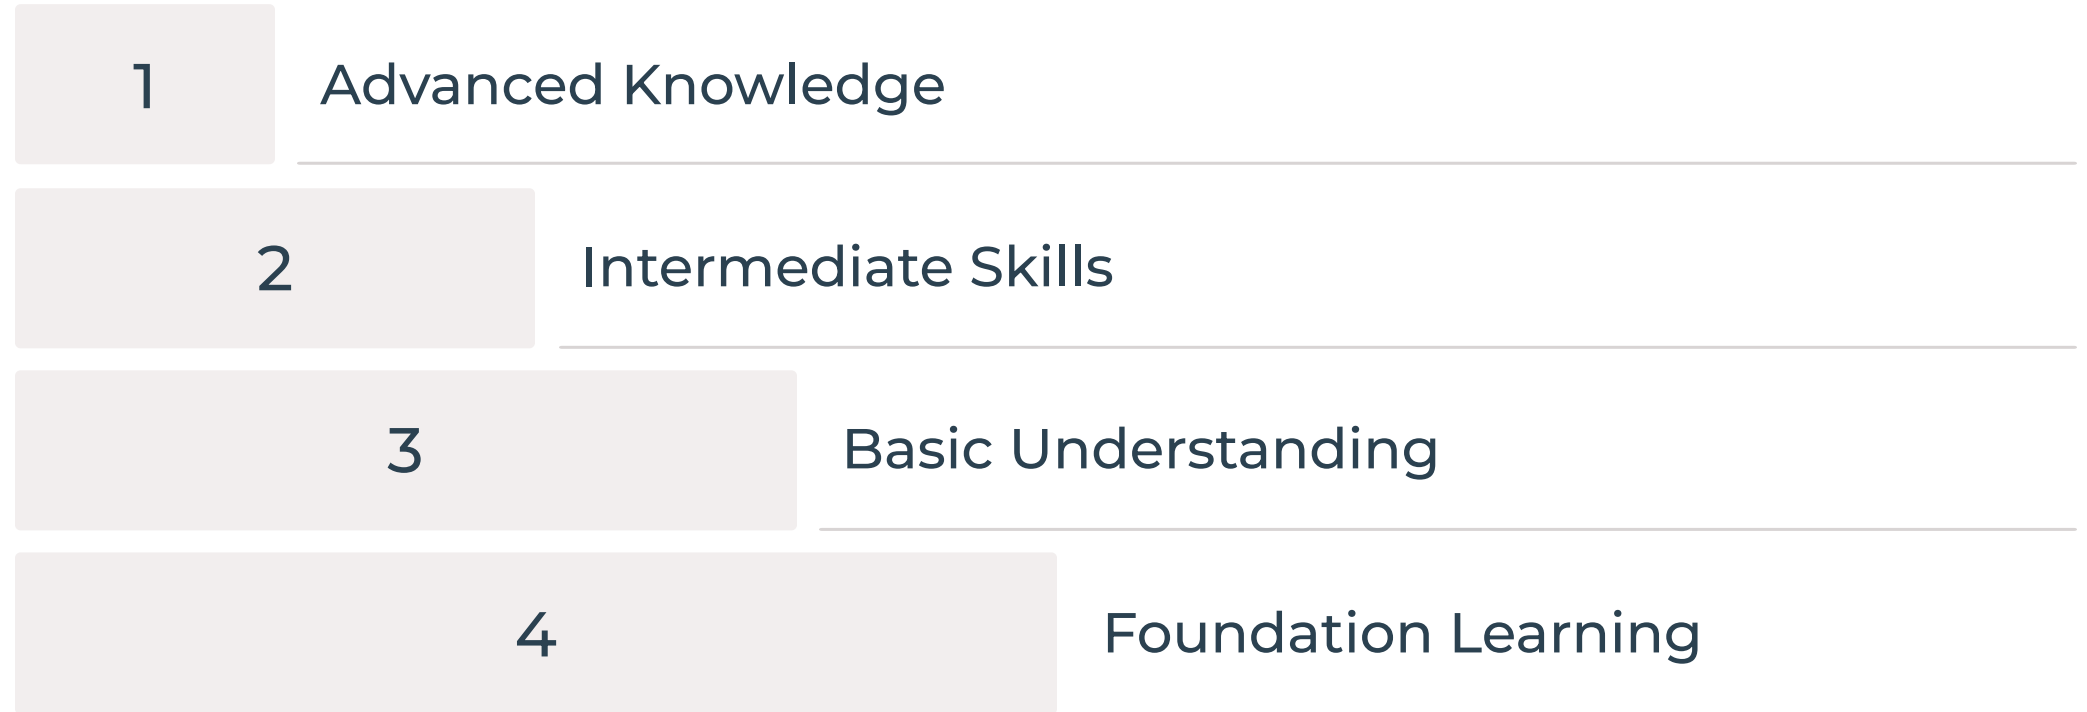 1 Advanced Knowledge
2 Intermediate Skills
3 Basic Understanding
4 Foundation Learning